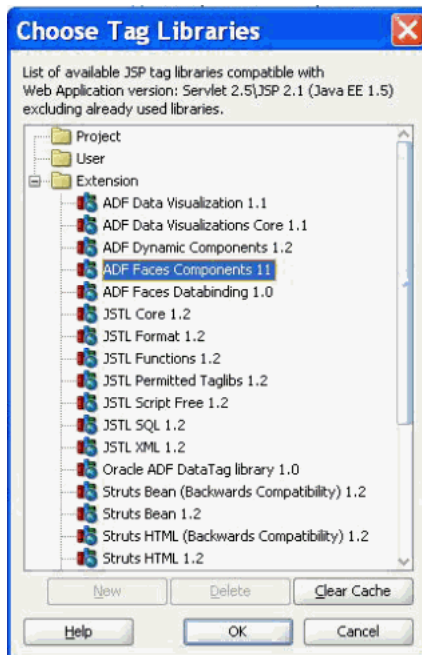 Choose Tag Libraries
List of available JSP tag libraries compatible with
Web Application version: Servlet 2.5\JSP 2.1 (Java EE 1.5)
excluding already used libraries.
Project
User
Extension
ADF Data Visualization 1.1
ADF Data Visualizations Core 1.1
ADF Dynamic Components 1.2
ADF Faces Components 11
ADF Faces Databinding 1.0
JSTL Core 1.2
JSTL Format 1.2
JSTL Functions 1.2
JSTL Permitted Taglibs 1.2
JSTL Script Free 1.2
JSTL SQL 1.2
JSTL XML 1.2
Oracle ADF DataTag library 1.0
Struts Bean (Backwards Compatibility) 1.2
Struts Bean 1.2
Struts HTML (Backwards Compatibility) 1.2
Struts HTML 1.2
New Delete Clear Cache
Help OK Cancel